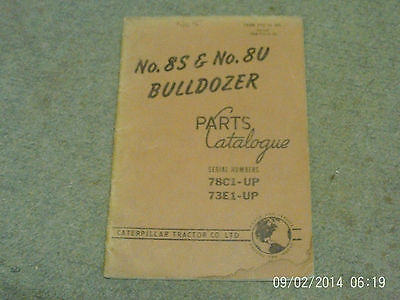 No. 8S & No. 8U
BULLDOZER
PARTS
Catalogue
SERIAL NUMBERS
78C1-UP
73E1-UP
CATERPILLAR TRACTOR CO. LTD.
09/02/2014 06:19